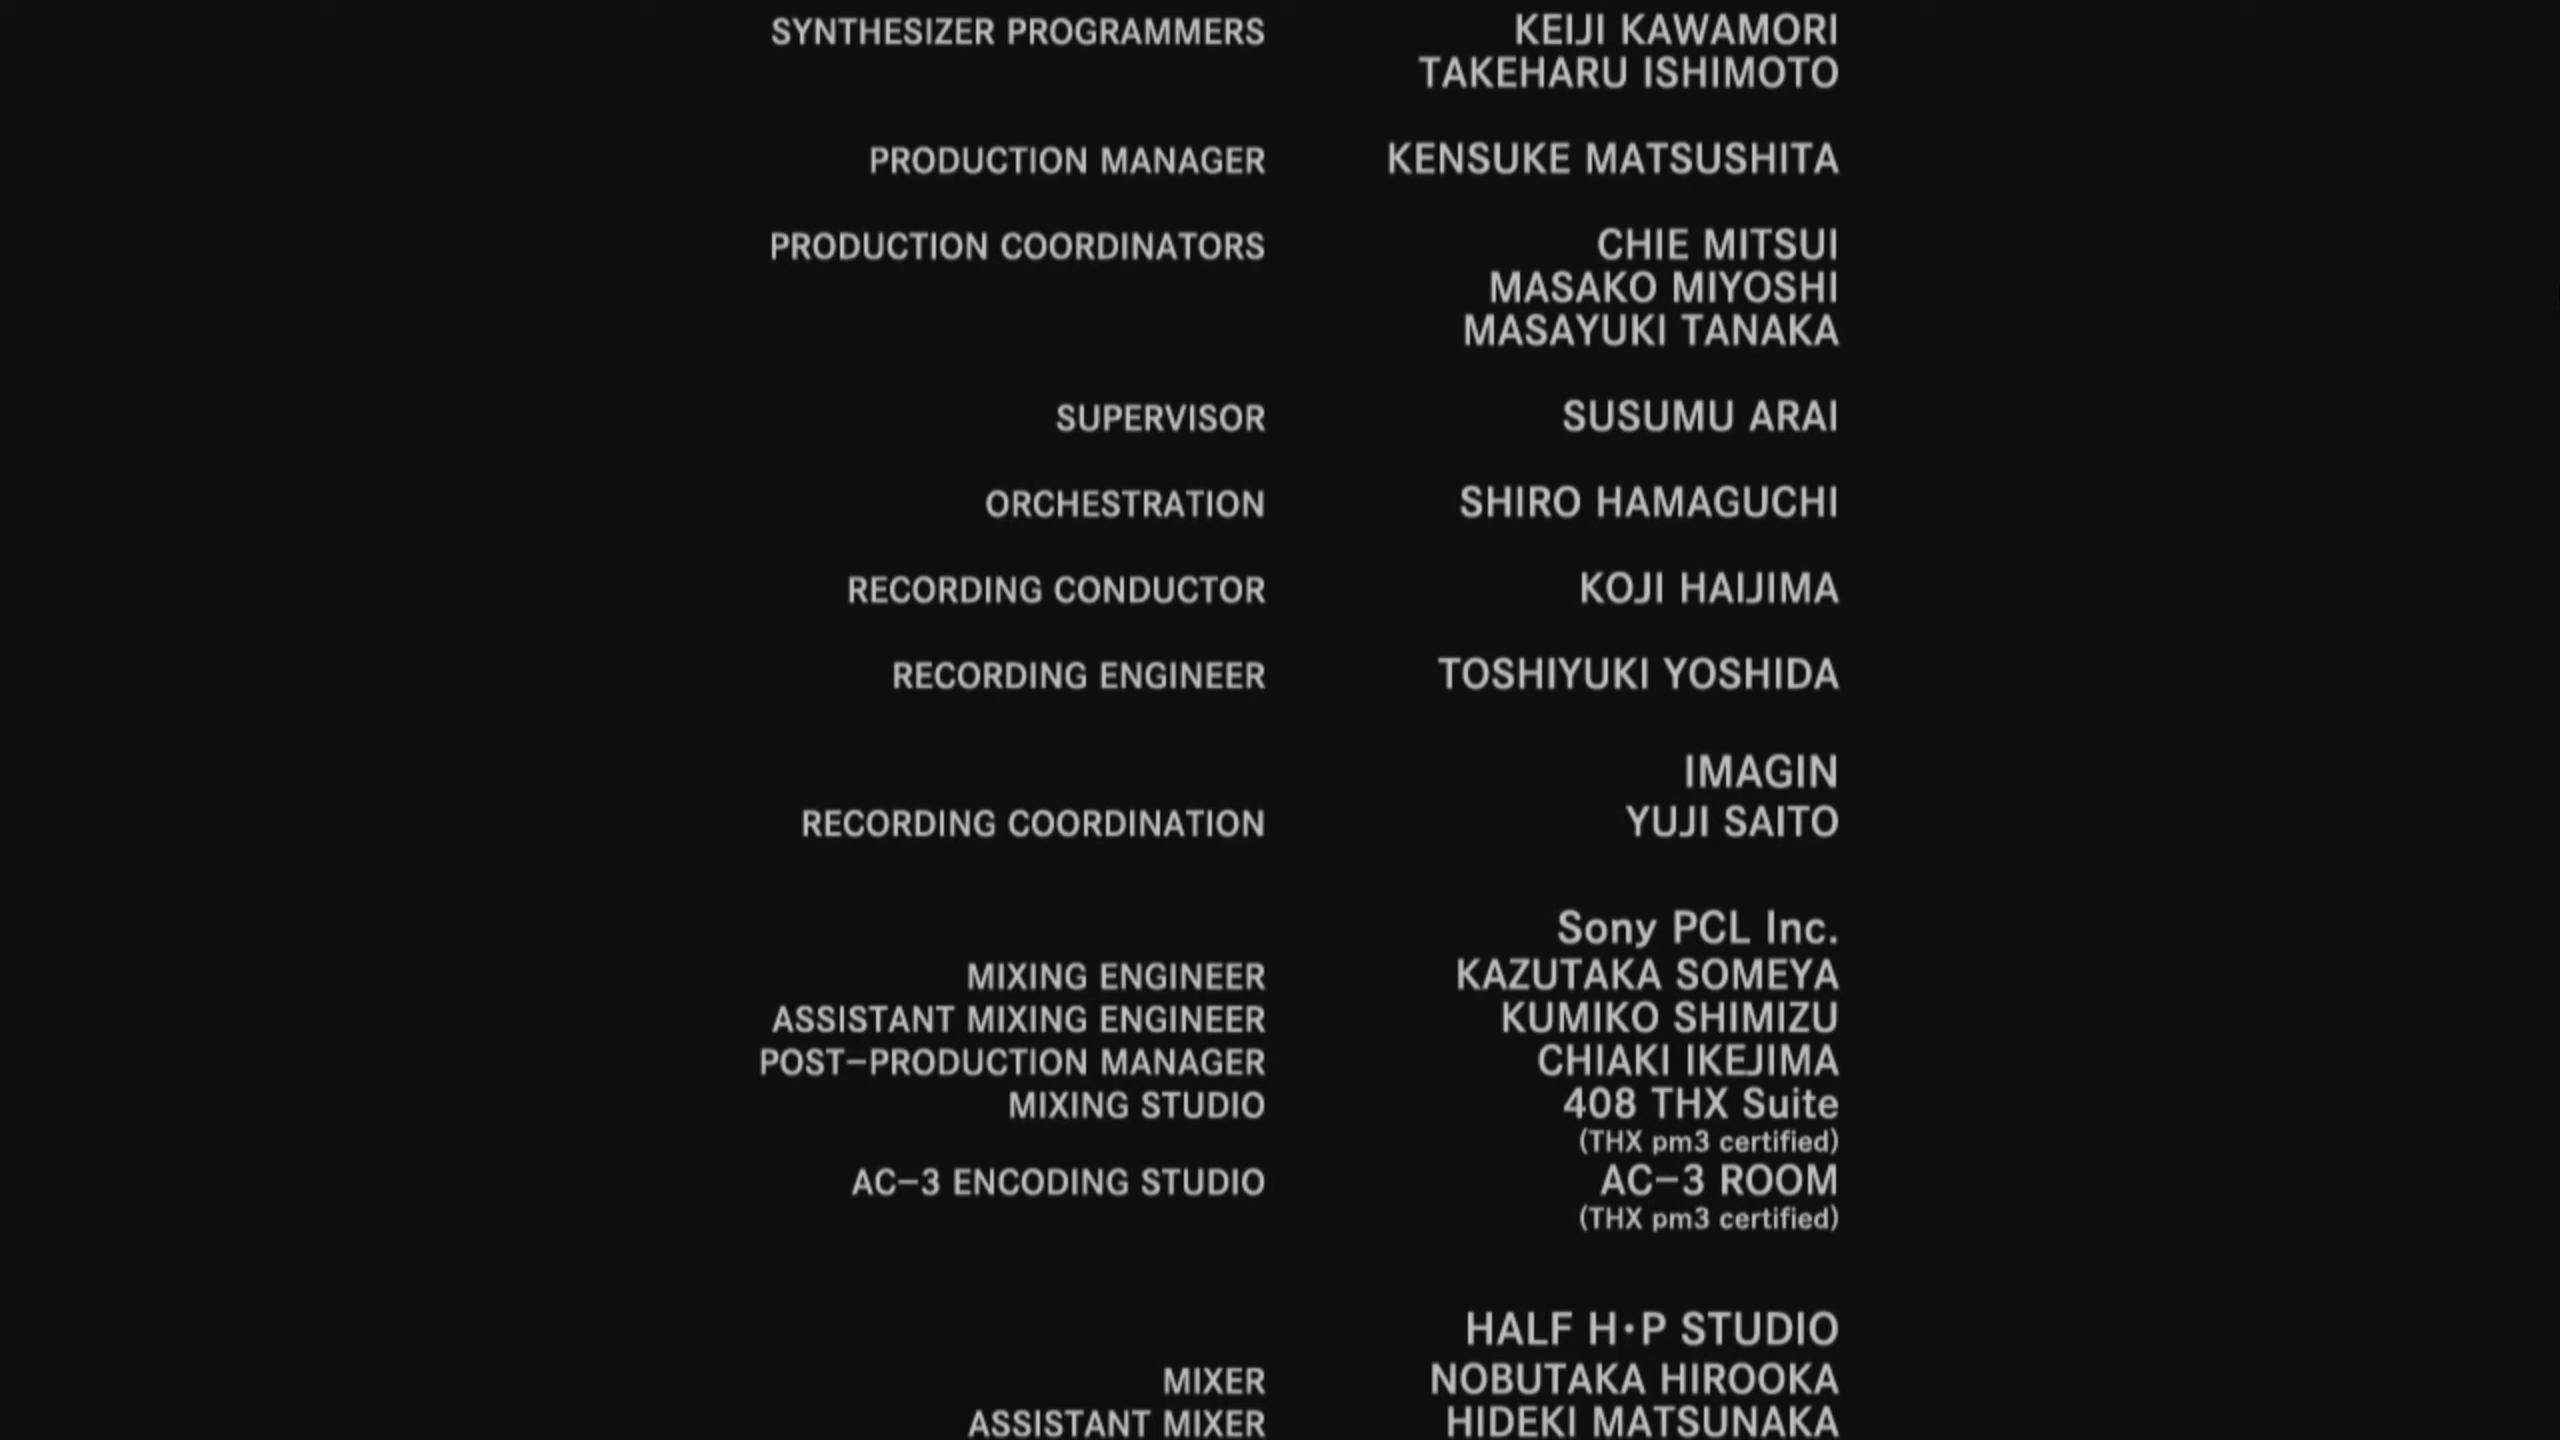 SYNTHESIZER PROGRAMMERS KEIJI KAWAMORI
TAKEHARU ISHIMOTO
PRODUCTION MANAGER KENSUKE MATSUSHITA
PRODUCTION COORDINATORS CHIE MITSUI
MASAKO MIYOSHI
MASAYUKI TANAKA
SUPERVISOR SUSUMU ARAI
ORCHESTRATION SHIRO HAMAGUCHI
RECORDING CONDUCTOR KOJI HAIJIMA
RECORDING ENGINEER TOSHIYUKI YOSHIDA
IMAGIN
RECORDING COORDINATION YUJI SAITO
Sony PCL Inc.
MIXING ENGINEER KAZUTAKA SOMEYA
ASSISTANT MIXING ENGINEER KUMIKO SHIMIZU
POST-PRODUCTION MANAGER CHIAKI IKEJIMA
MIXING STUDIO 408 THX Suite
(THX pm3 certified)
AC-3 ENCODING STUDIO AC-3 ROOM
(THX pm3 certified)
HALF H・P STUDIO
MIXER NOBUTAKA HIROOKA
ASSISTANT MIXER HIDEKI MATSUNAKA